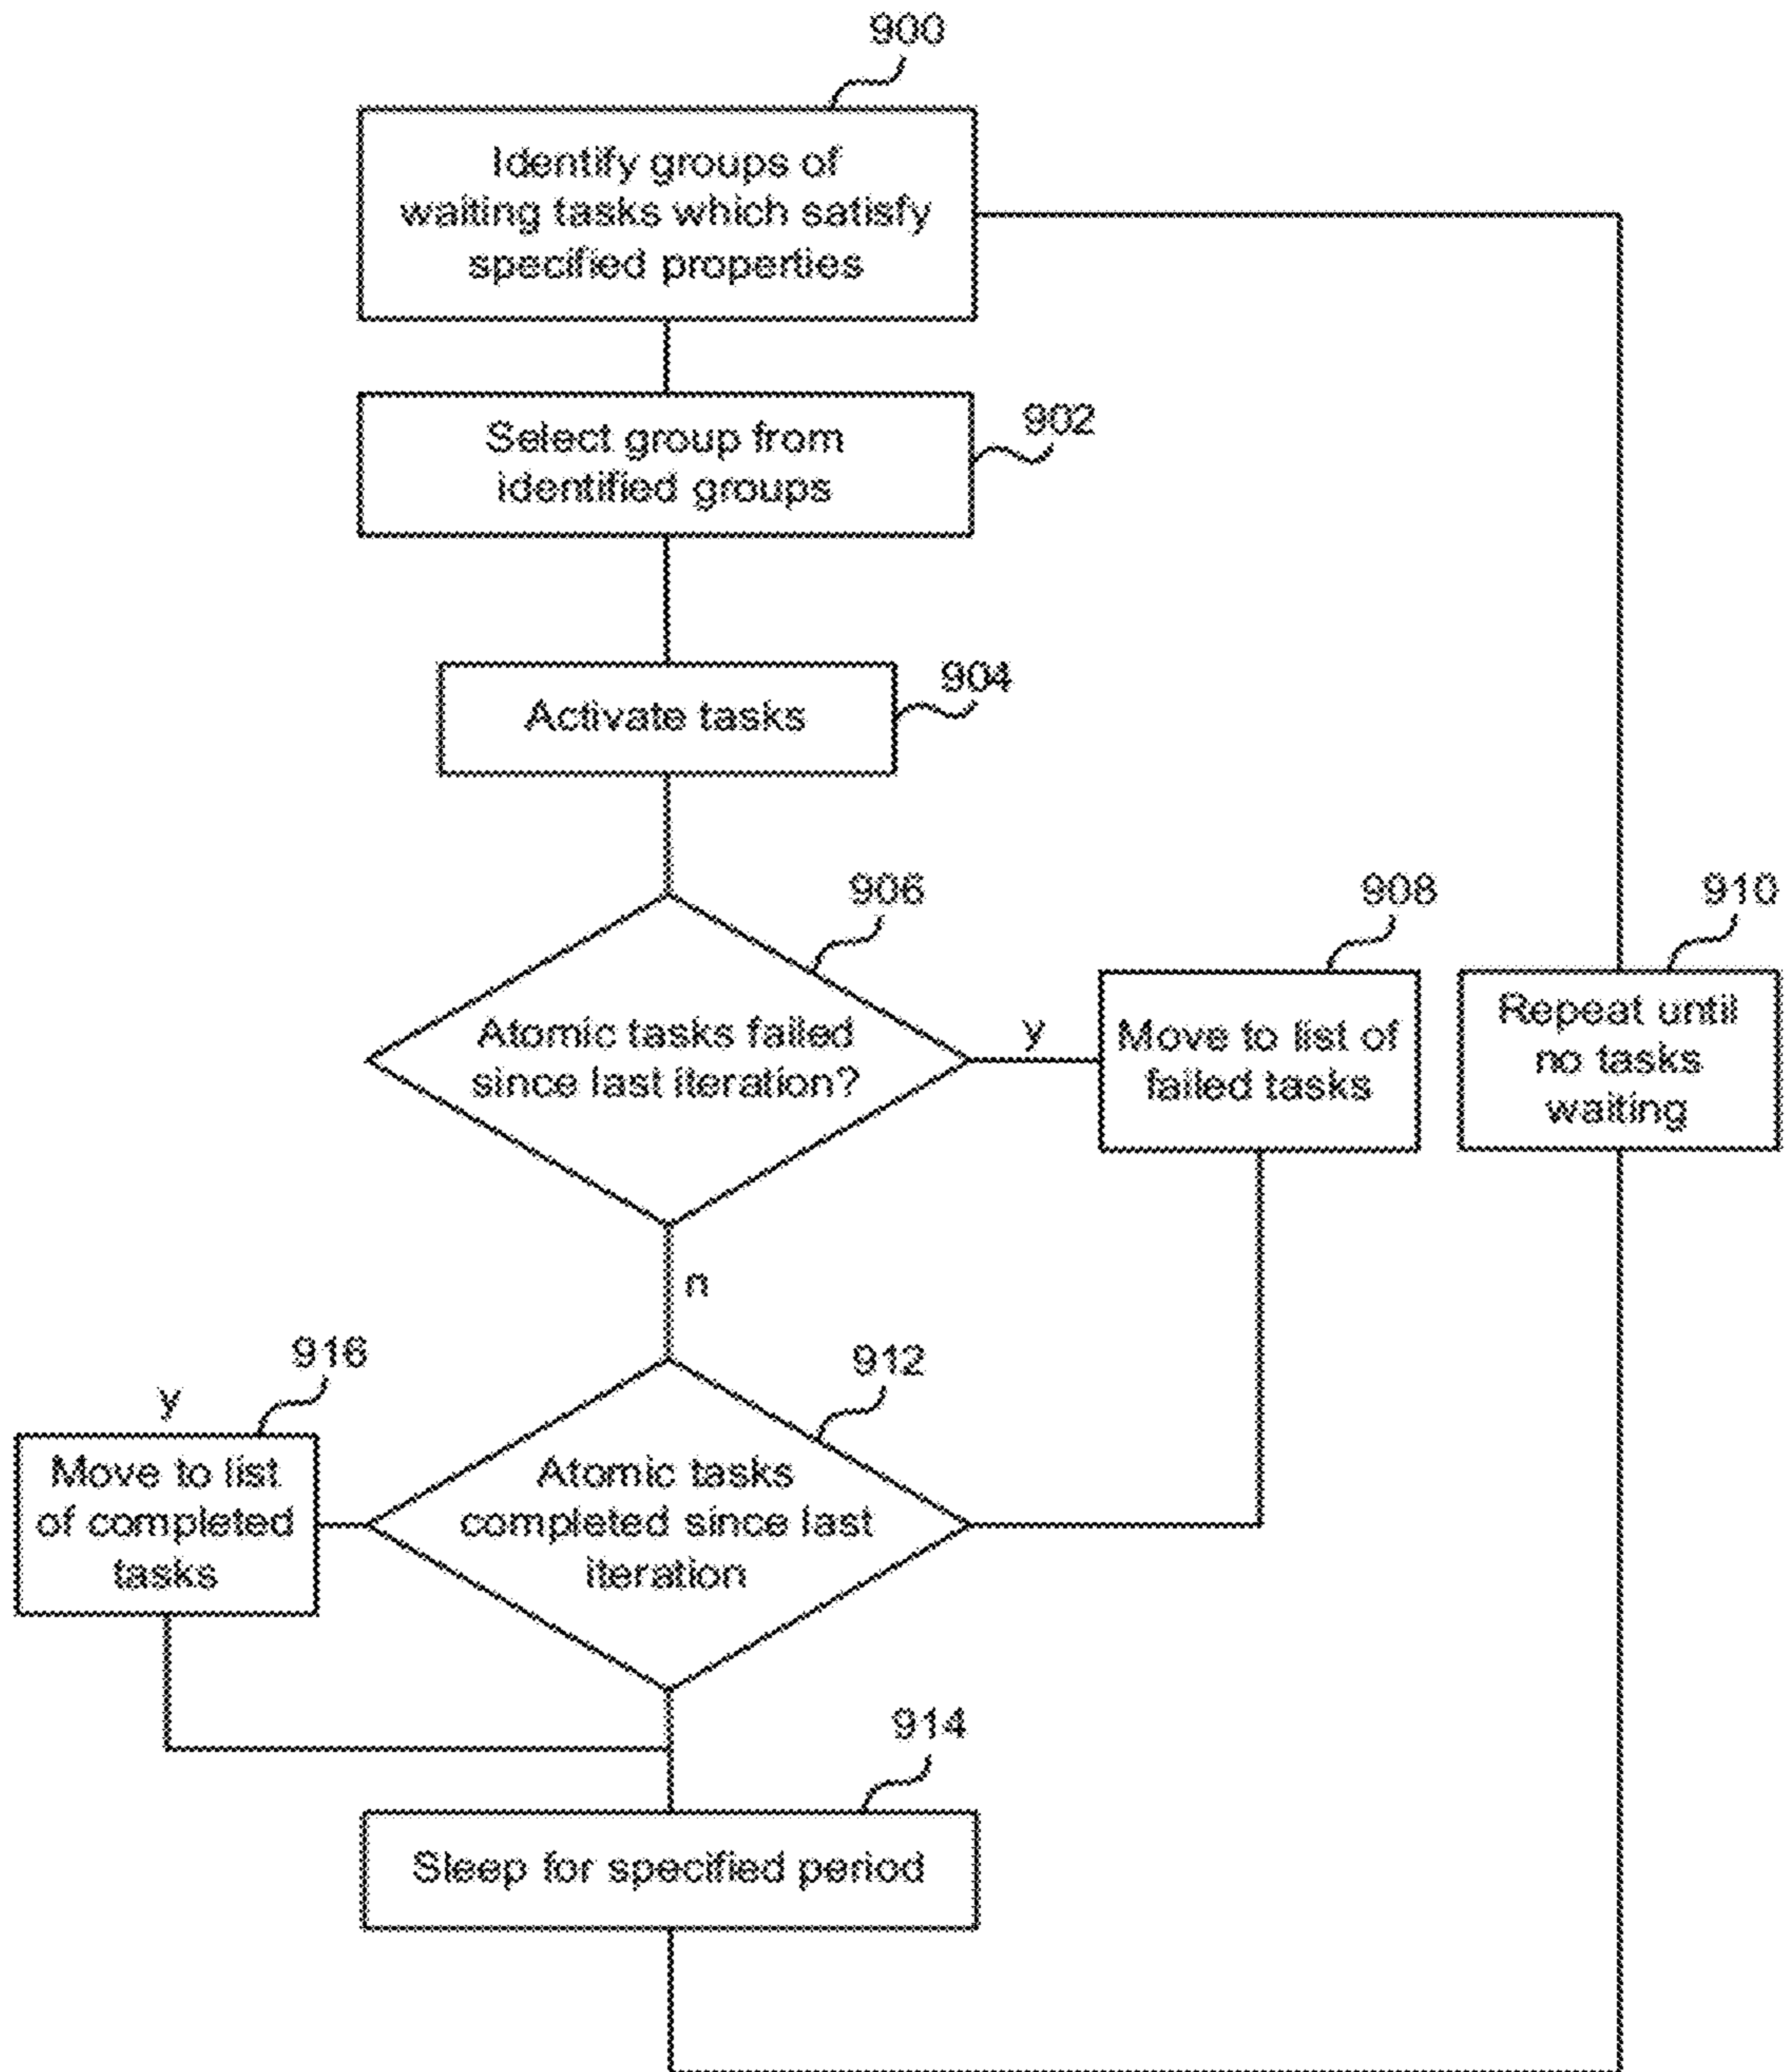 900
Identify groups of
waiting tasks which satisfy
specified properties
902
Select group from
identified groups
904
Activate tasks
906
908
910
Atomic tasks failed
since last iteration?
y
Move to list of
failed tasks
Repeat until
no tasks
waiting
n
916
912
y
Move to list
of completed
tasks
Atomic tasks
completed since last
iteration
914
Sleep for specified period